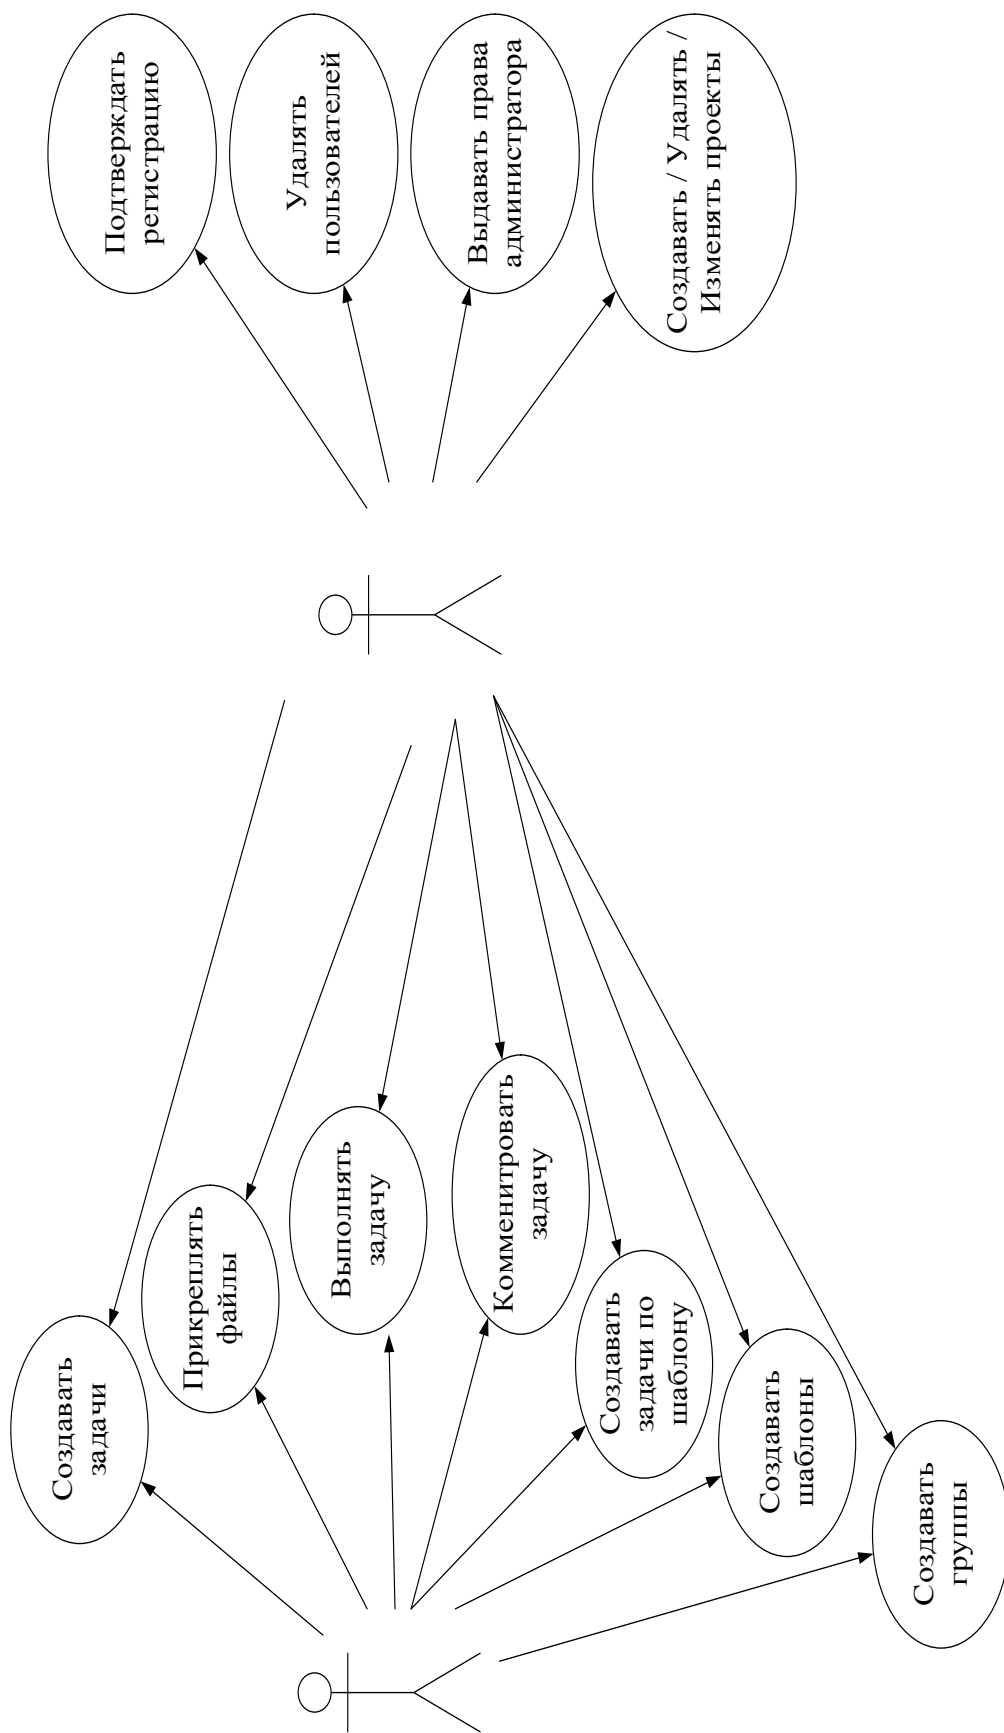 Создавать
задачи
Прикреплять
файлы
Выполнять
задачу
Комменитровать
задачу
Создавать
задачи по
шаблону
Создавать
шаблоны
Создавать
группы
Подтверждать
регистрацию
Удалять
пользователей
Выдавать права
администратора
Создавать / Удалять /
Изменять проекты